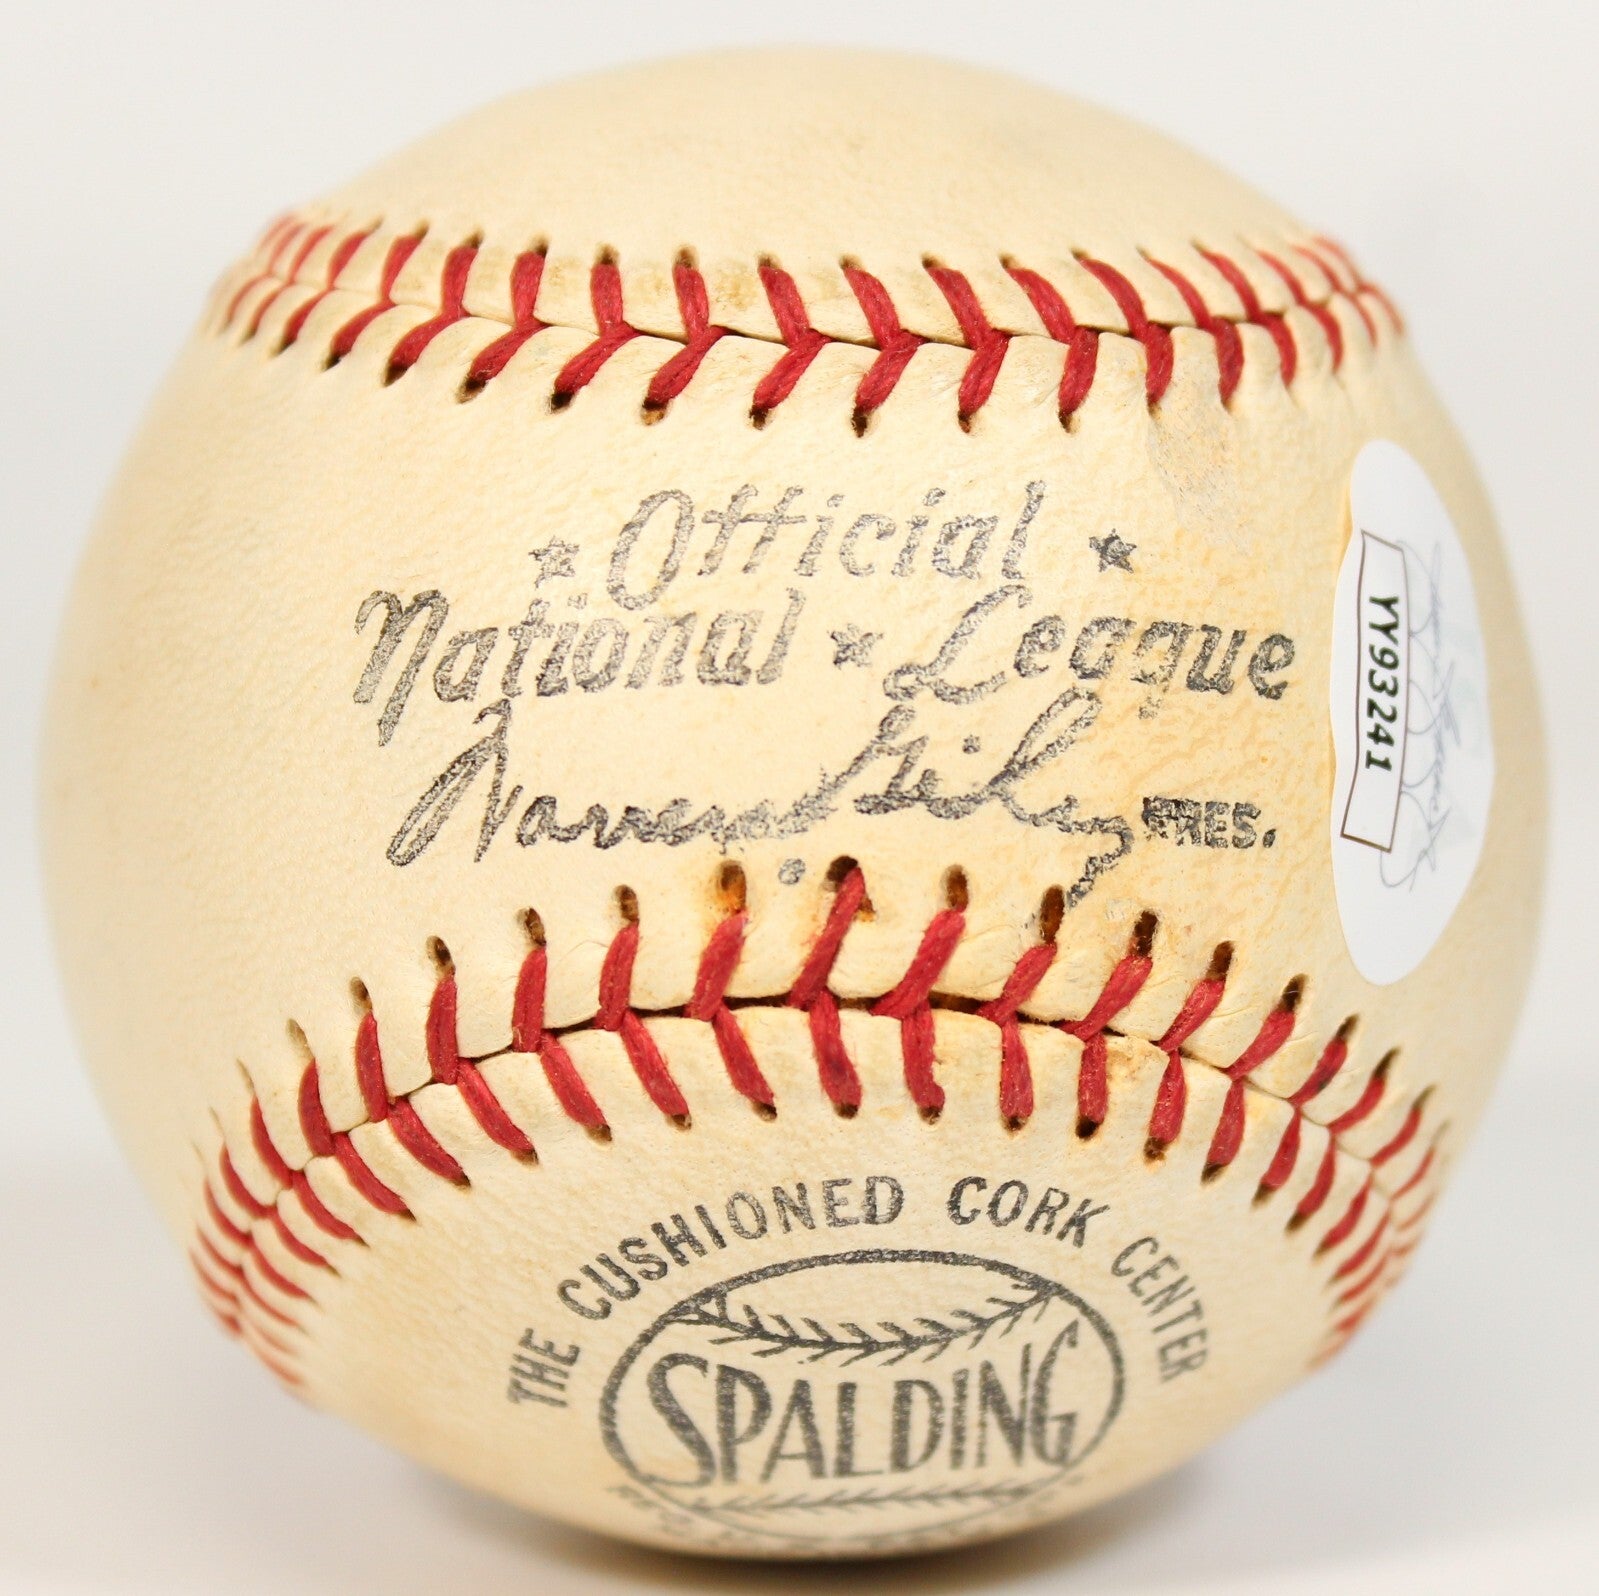 Official
National League
Warren Giles PRES.
THE CUSHIONED CORK CENTER
SPALDING
YY93241